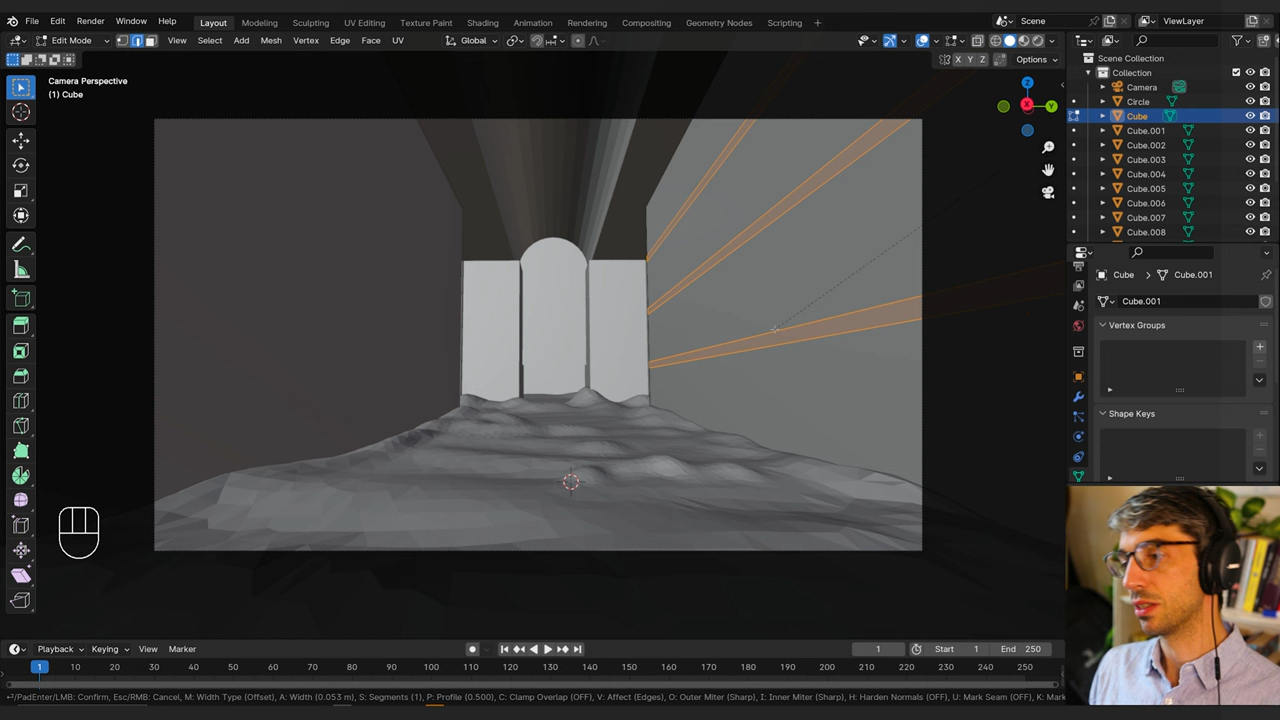 File Edit Render Window Help Layout Modeling Sculpting UV Editing Texture Paint Shading Animation Rendering Compositing Geometry Nodes Scripting + Scene ViewLayer
Edit Mode View Select Add Mesh Vertex Edge Face UV Global
X Y Z Options
Camera Perspective
(1) Cube
Z
X
Y
Scene Collection
Collection
Camera
Circle
Cube
Cube.001
Cube.002
Cube.003
Cube.004
Cube.005
Cube.006
Cube.007
Cube.008
Cube > Cube.001
Cube.001
Vertex Groups
Shape Keys
Playback Keying View Marker 1 Start 1 End 250
1 10 20 30 40 50 60 70 80 90 100 110 120 130 140 150 160 170 180 190 200 210 220 230 240 250
/PadEnter/LMB: Confirm, Esc/RMB: Cancel, M: Width Type (Offset), A: Width (0.053 m), S: Segments (1), P: Profile (0.500), C: Clamp Overlap (OFF), V: Affect (Edges), O: Outer Miter (Sharp), I: Inner Miter (Sharp), H: Harden Normals (OFF), U: Mark Seam (OFF), K: Mark